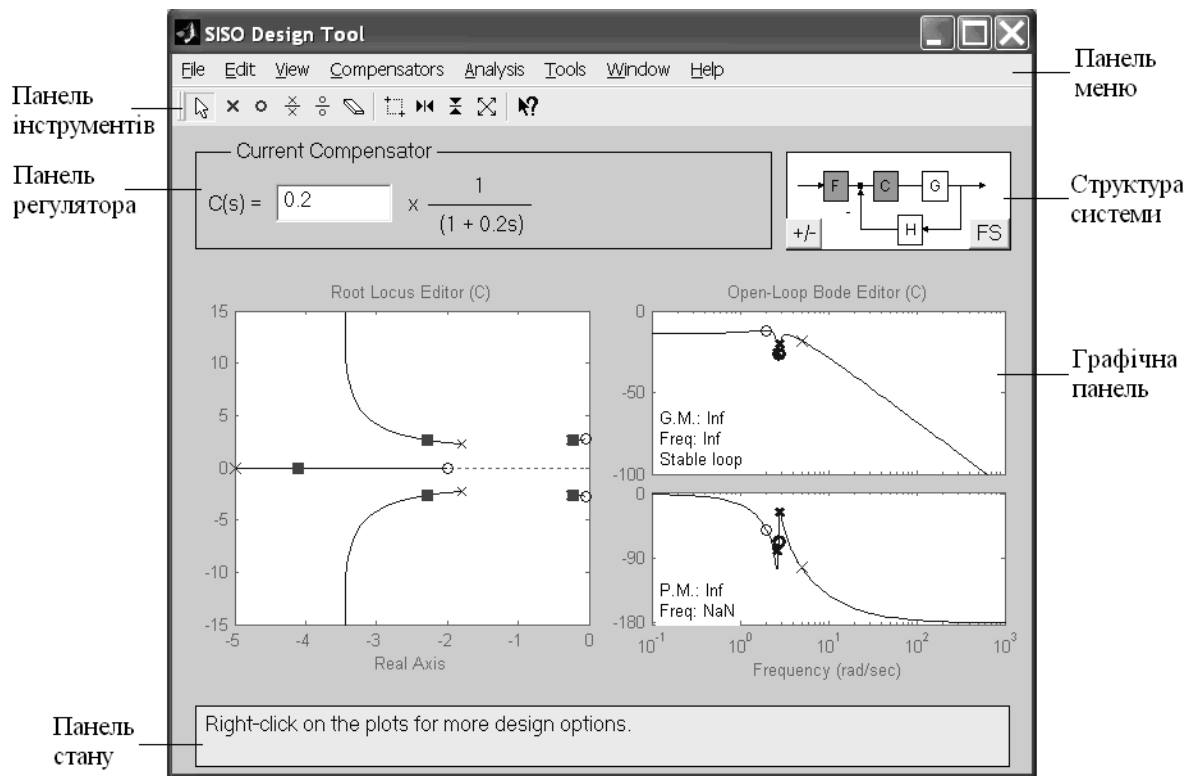 SISO Design Tool
File Edit View Compensators Analysis Tools Window Help
Панель меню
Панель інструментів
Панель регулятора
Current Compensator
C(s) = 0.2 x 1
(1 + 0.2s)
F C G
-
H
+/- FS
Структура системи
Root Locus Editor (C)
15
10
5
0
-5
-10
-15
-5 -4 -3 -2 -1 0
Real Axis
Open-Loop Bode Editor (C)
0
-50
-100
G.M.: Inf
Freq: Inf
Stable loop
0
-90
-180
P.M.: Inf
Freq: NaN
10^-1 10^0 10^1 10^2 10^3
Frequency (rad/sec)
Графічна панель
Панель стану
Right-click on the plots for more design options.